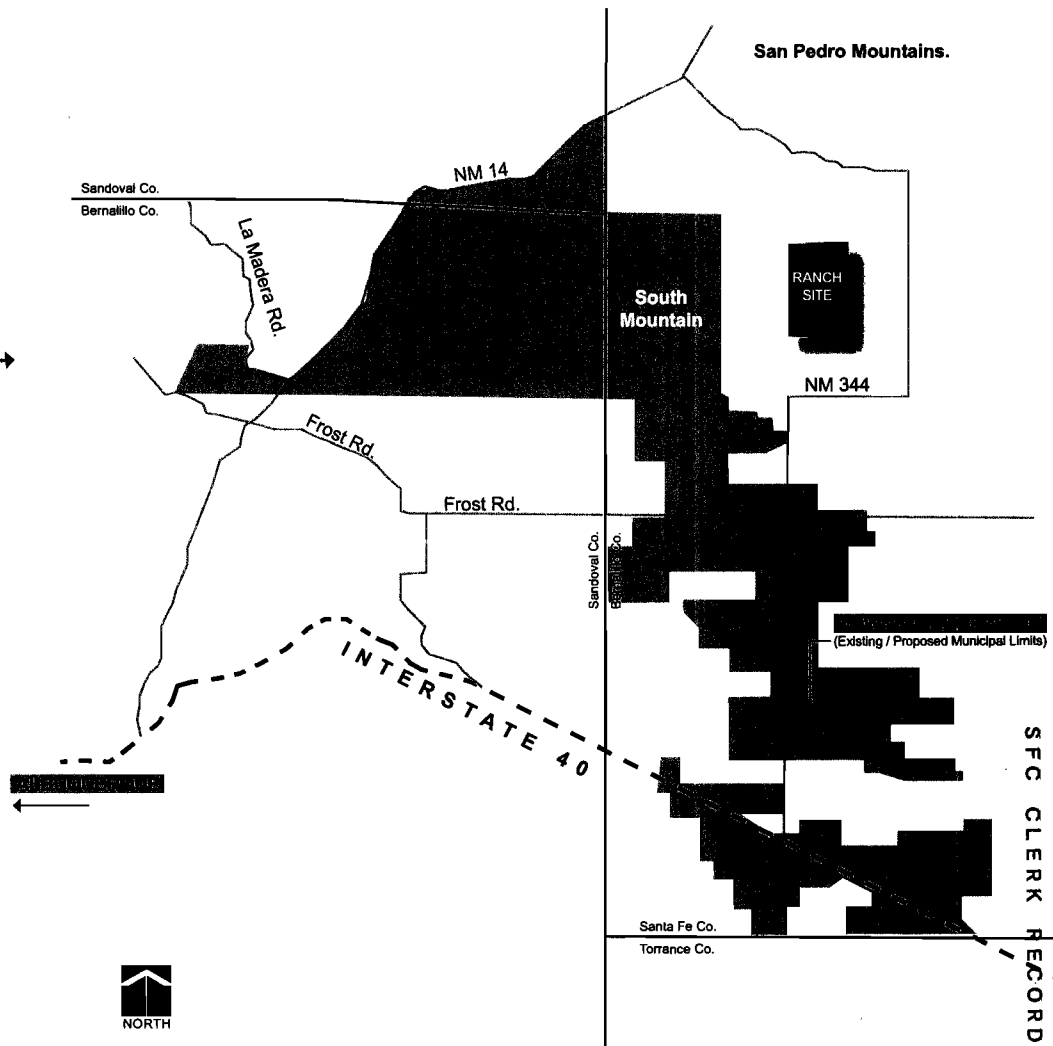 San Pedro Mountains.
NM 14
Sandoval Co.
Bernalillo Co.
La Madera Rd.
RANCH
SITE
South
Mountain
NM 344
Frost Rd.
Frost Rd.
Sandoval Co.
Bernalillo Co.
(Existing / Proposed Municipal Limits)
INTERSTATE 40
SFC CLERK RECORD
Santa Fe Co.
Torrance Co.
NORTH